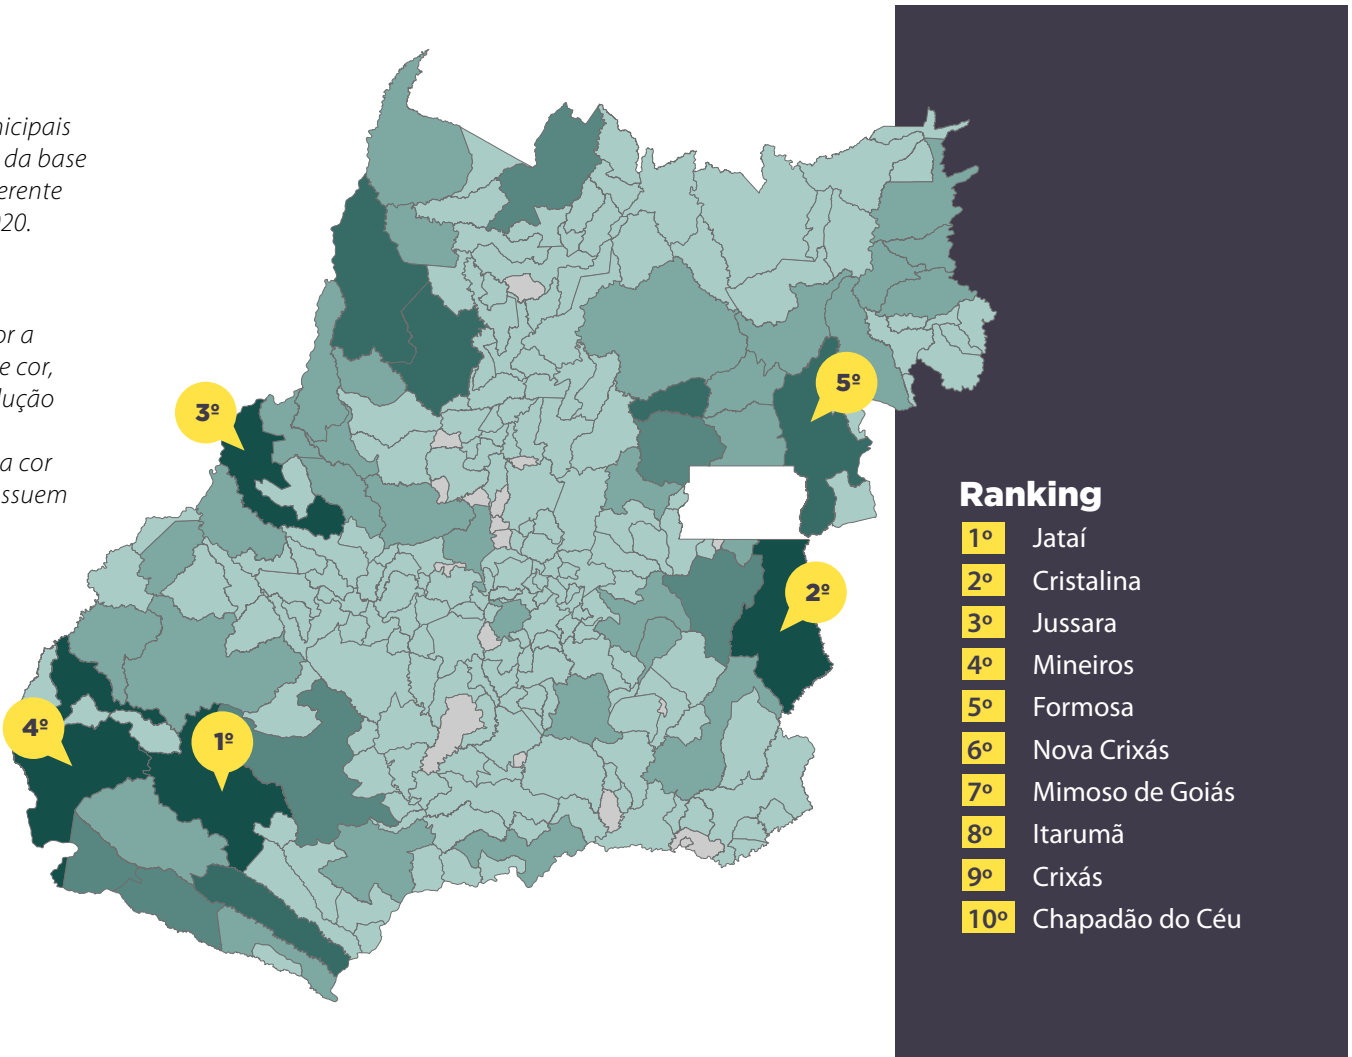 nicipais
da base
erente
020.
or a
e cor,
lução
a cor
ssuem
3º
5º
2º
4º
1º
Ranking
1º Jataí
2º Cristalina
3º Jussara
4º Mineiros
5º Formosa
6º Nova Crixás
7º Mimoso de Goiás
8º Itarumã
9º Crixás
10º Chapadão do Céu